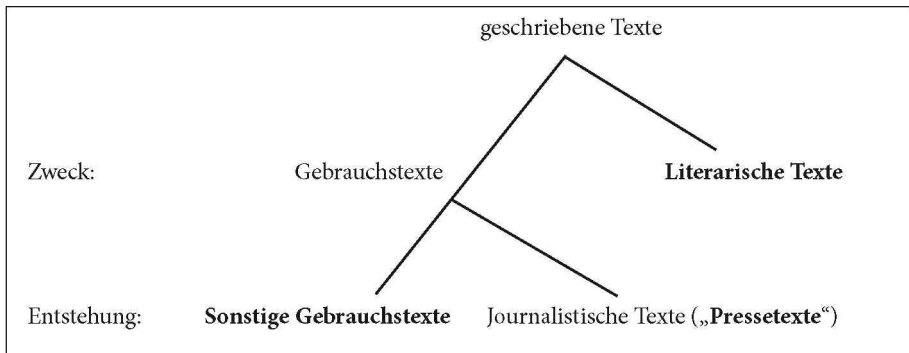 geschriebene Texte
Zweck: Gebrauchstexte Literarische Texte
Entstehung: Sonstige Gebrauchstexte Journalistische Texte („Pressetexte“)